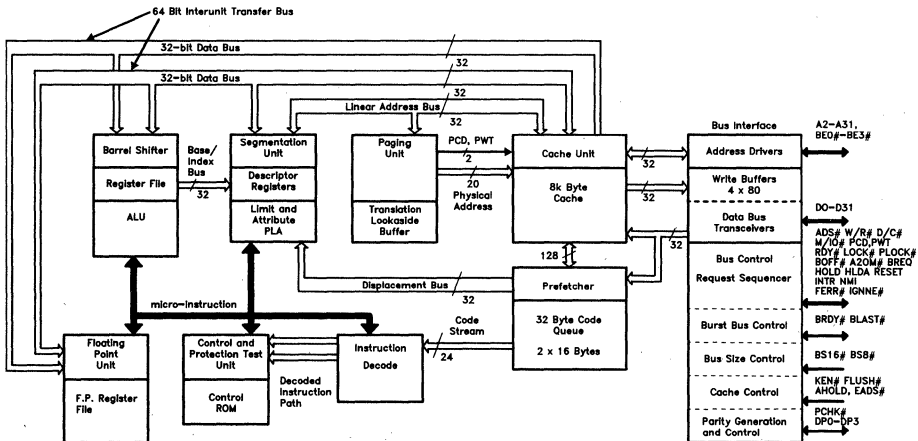 64 Bit Interunit Transfer Bus
32-bit Data Bus
32
32-bit Data Bus
32
Linear Address Bus
32
Barrel Shifter
Register File
ALU
Base/
Index
Bus
32
Segmentation
Unit
Descriptor
Registers
Limit and
Attribute
PLA
Paging
Unit
Translation
Lookaside
Buffer
PCD, PWT
2
20
Physical
Address
Cache Unit
8k Byte
Cache
32
32
32
128
Displacement Bus
32
Prefetcher
32 Byte Code
Queue
2 x 16 Bytes
Code
Stream
24
micro-instruction
Floating
Point
Unit
F.P. Register
File
Control and
Protection Test
Unit
Control
ROM
Decoded
Instruction
Path
Instruction
Decode
Bus Interface
Address Drivers
Write Buffers
4 x 80
Data Bus
Transceivers
Bus Control
Request Sequencer
Burst Bus Control
Bus Size Control
Cache Control
Parity Generation
and Control
A2-A31,
BE0#-BE3#
D0-D31
ADS# W/R# D/C#
M/IO# PCD,PWT
RDY# LOCK# PLOCK#
BOFF# A20M# BREQ
HOLD HLDA RESET
INTR NMI
FERR# IGNNE#
BRDY# BLAST#
BS16# BS8#
KEN# FLUSH#
AHOLD, EADS#
PCHK#
DP0-DP3